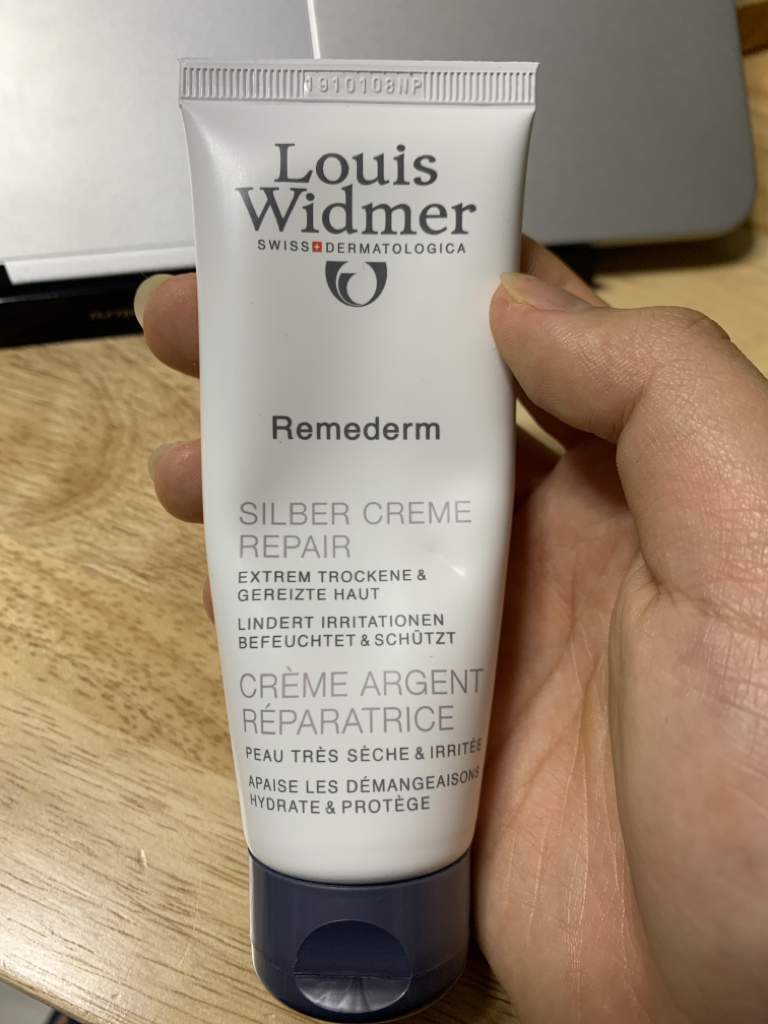 1910108NP
Louis
Widmer
SWISS DERMATOLOGICA
Remederm
SILBER CREME
REPAIR
EXTREM TROCKENE &
GEREIZTE HAUT
LINDERT IRRITATIONEN
BEFEUCHTET & SCHÜTZT
CRÈME ARGENT
RÉPARATRICE
PEAU TRÈS SÈCHE & IRRITÉE
APAISE LES DÉMANGEAISONS
HYDRATE & PROTÈGE